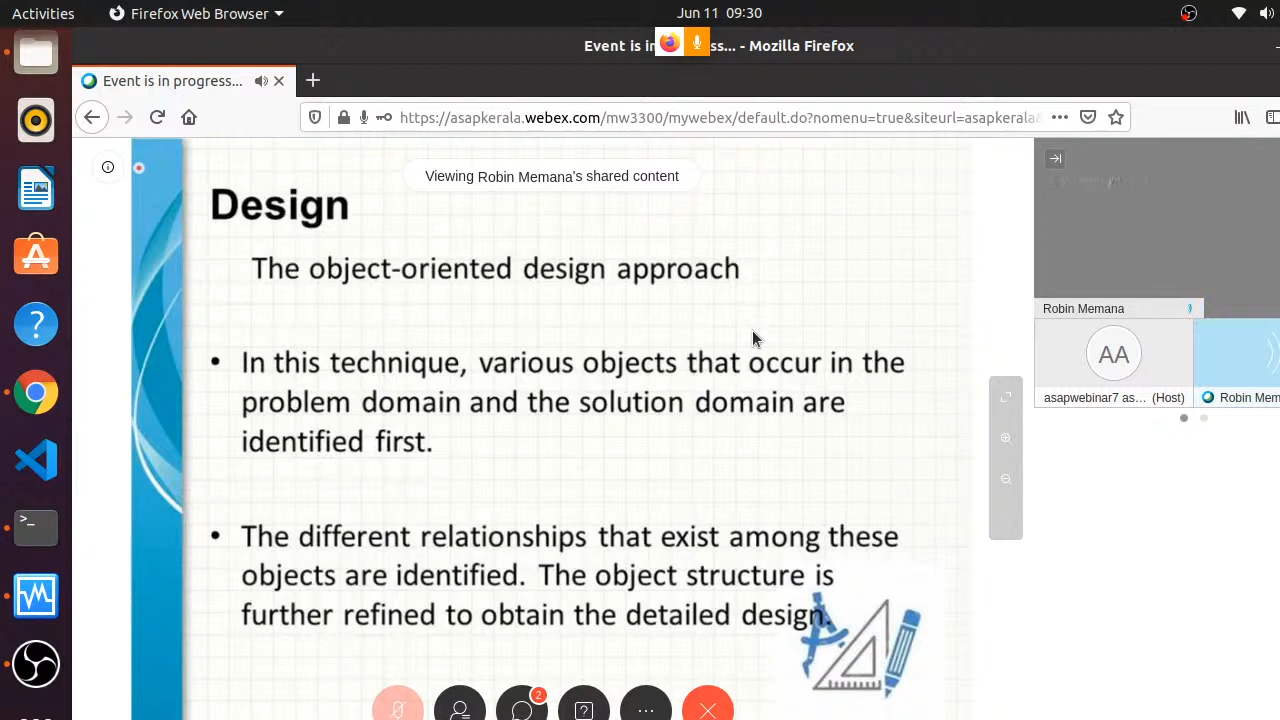 Activities
Firefox Web Browser
Jun 11 09:30
Event is in progress... - Mozilla Firefox
Event is in progress...
https://asapkerala.webex.com/mw3300/mywebex/default.do?nomenu=true&siteurl=asapkerala&
Viewing Robin Memana's shared content
Design
The object-oriented design approach
• In this technique, various objects that occur in the
problem domain and the solution domain are
identified first.
• The different relationships that exist among these
objects are identified. The object structure is
further refined to obtain the detailed design.
Robin Memana
AA
asapwebinar7 as... (Host)
Robin Mem
2